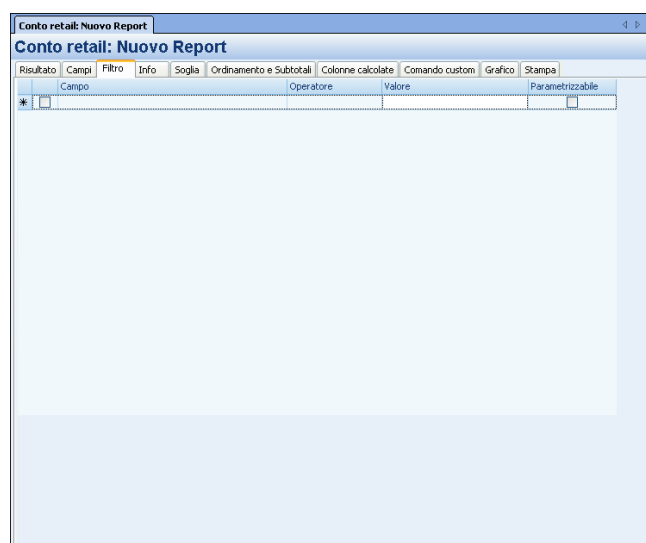 Conto retail: Nuovo Report
Conto retail: Nuovo Report
Risultato Campi Filtro Info Soglia Ordinamento e Subtotali Colonne calcolate Comando custom Grafico Stampa
Campo Operatore Valore Parametrizzabile